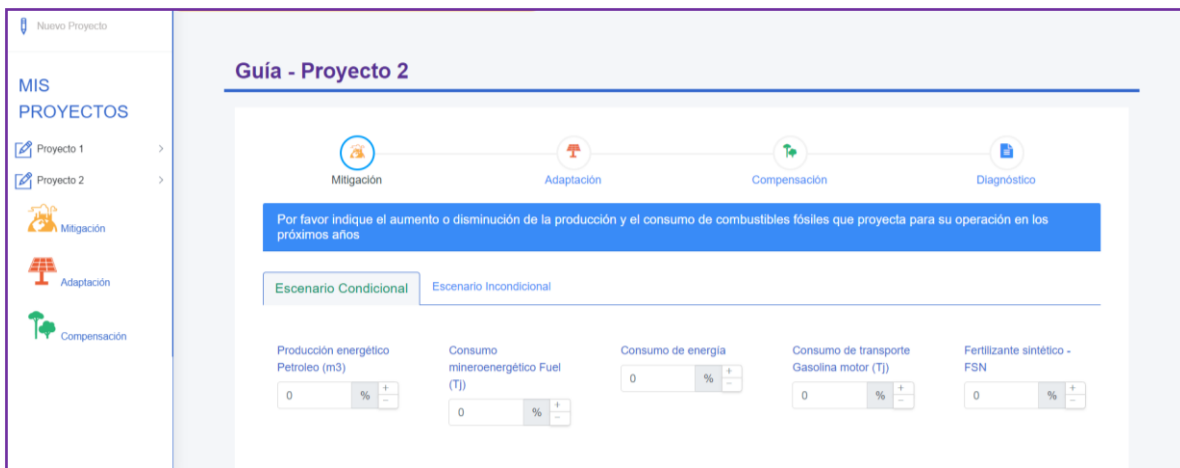 Nuevo Proyecto
MIS
PROYECTOS
Proyecto 1
Proyecto 2
Mitigación
Adaptación
Compensación
Guía - Proyecto 2
Mitigación
Adaptación
Compensación
Diagnóstico
Por favor indique el aumento o disminución de la producción y el consumo de combustibles fósiles que proyecta para su operación en los
próximos años
Escenario Condicional
Escenario Incondicional
Producción energético
Petroleo (m3)
0 %
+
−
Consumo
mineroenergético Fuel
(Tj)
0 %
+
−
Consumo de energía
0 %
+
−
Consumo de transporte
Gasolina motor (Tj)
0 %
+
−
Fertilizante sintético -
FSN
0 %
+
−